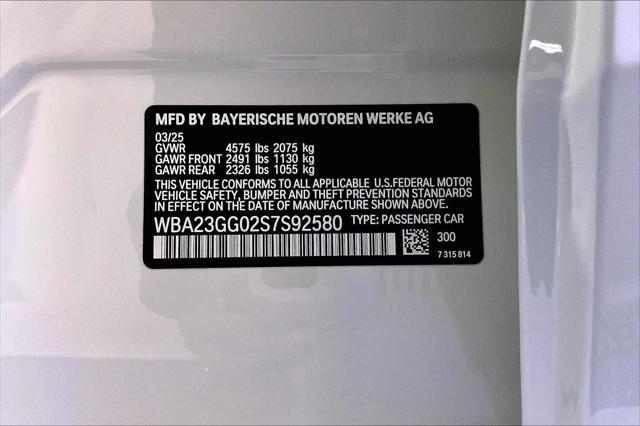 MFD BY BAYERISCHE MOTOREN WERKE AG
03/25
GVWR 4575 lbs 2075 kg
GAWR FRONT 2491 lbs 1130 kg
GAWR REAR 2326 lbs 1055 kg
THIS VEHICLE CONFORMS TO ALL APPLICABLE U.S.FEDERAL MOTOR
VEHICLE SAFETY, BUMPER AND THEFT PREVENTION STANDARDS
IN EFFECT ON THE DATE OF MANUFACTURE SHOWN ABOVE.
WBA23GG02S7S92580 TYPE: PASSENGER CAR
300
7 315 814